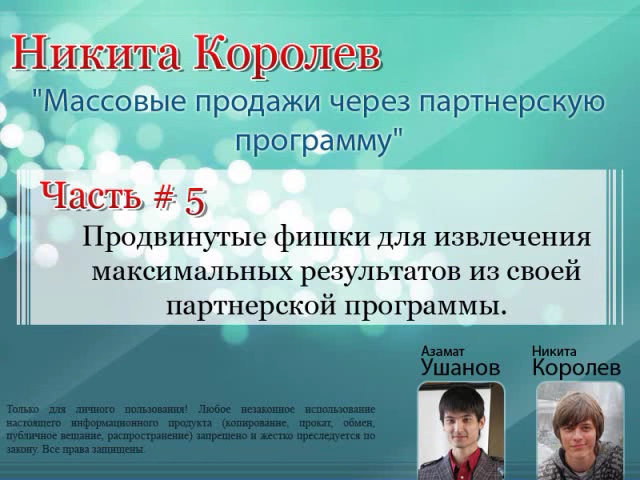 Никита Королев
"Массовые продажи через партнерскую
программу"
Часть # 5
Продвинутые фишки для извлечения
максимальных результатов из своей
партнерской программы.
Азамат
Ушанов
Никита
Королев
Только для личного пользования! Любое незаконное использование
настоящего информационного продукта (копирование, прокат, обмен,
публичное вещание, распространение) запрещено и жестко преследуется по
закону. Все права защищены.